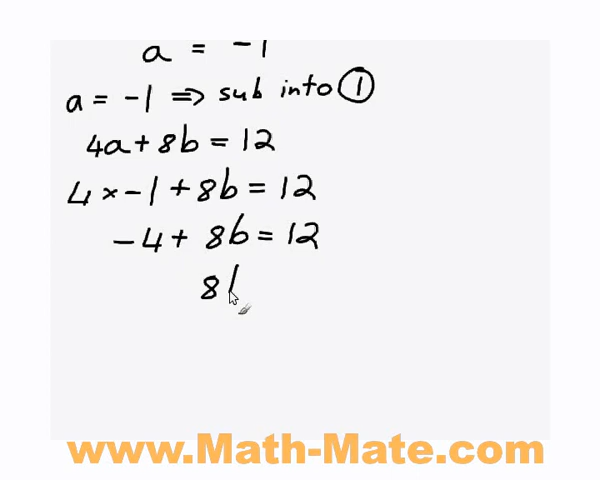 a = -1
a = -1 ⇒ sub into ①
4a + 8b = 12
4 × -1 + 8b = 12
-4 + 8b = 12
8
www.Math-Mate.com